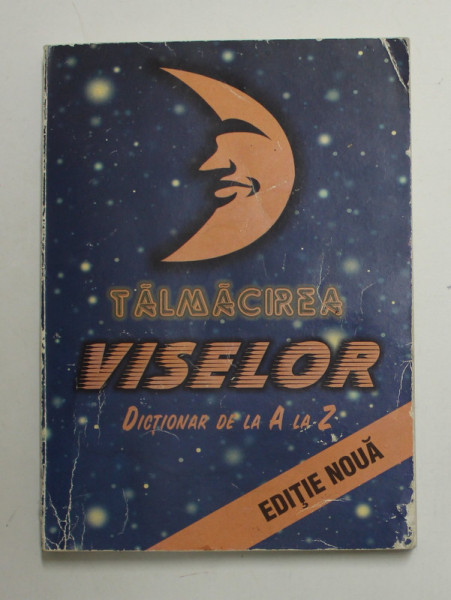 TĂLMĂCIREA
VISELOR
DICȚIONAR DE LA A LA Z
EDIȚIE NOUĂ